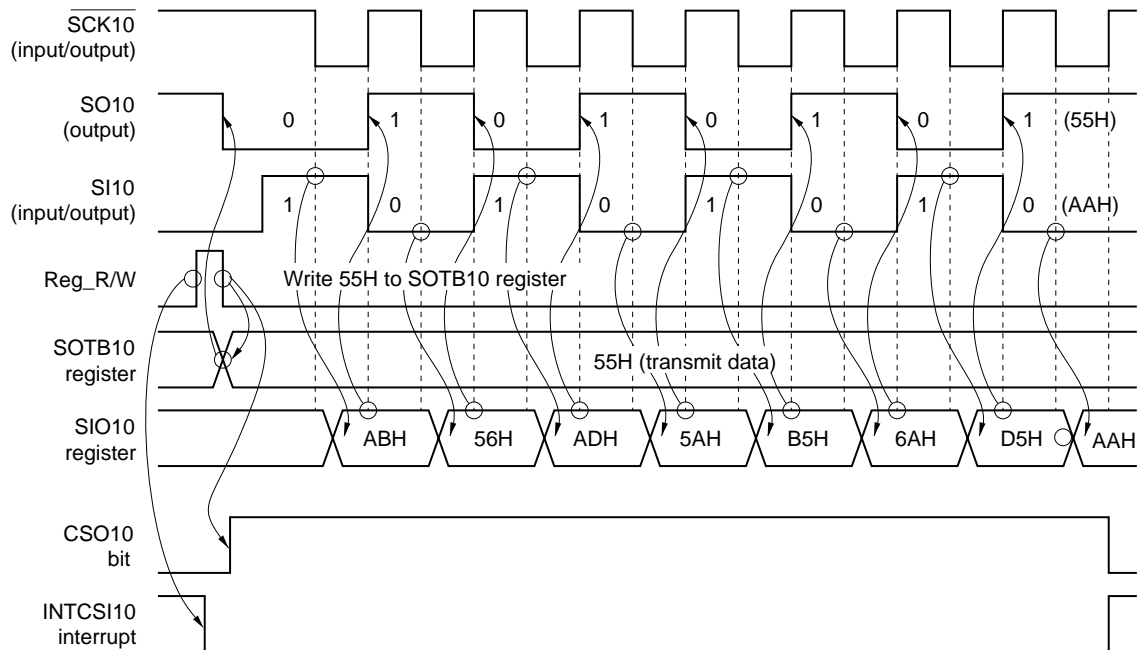 SCK10
(input/output)
SO10
(output)
0 1 0 1 0 1 0 1 (55H)
SI10
(input/output)
1 0 1 0 1 0 1 0 (AAH)
Reg_R/W
Write 55H to SOTB10 register
SOTB10
register
55H (transmit data)
SIO10
register
ABH 56H ADH 5AH B5H 6AH D5H AAH
CSO10
bit
INTCSI10
interrupt